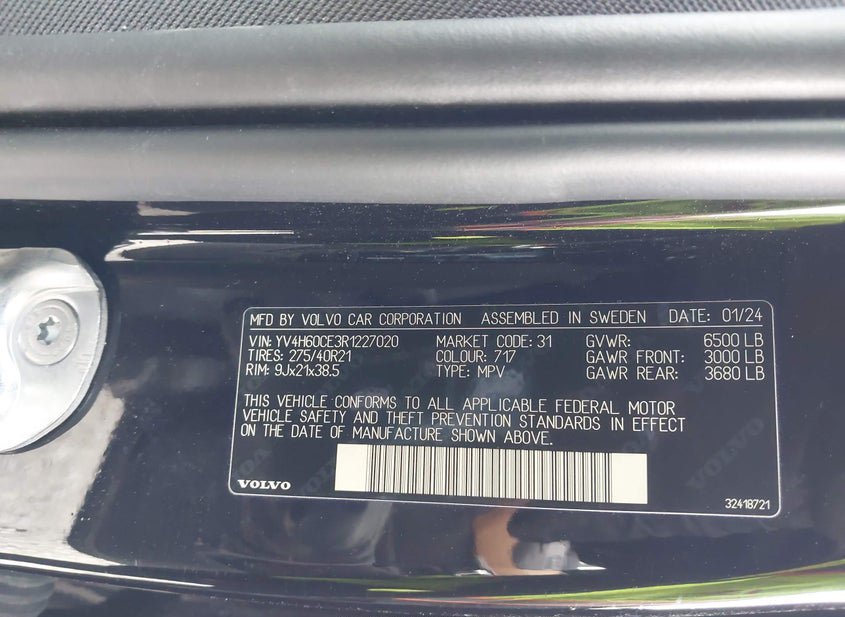 MFD BY VOLVO CAR CORPORATION ASSEMBLED IN SWEDEN DATE: 01/24
VIN: YV4H60CE3R1227020 MARKET CODE: 31 GVWR: 6500 LB
TIRES: 275/40R21 COLOUR: 717 GAWR FRONT: 3000 LB
RIM: 9Jx21x38.5 TYPE: MPV GAWR REAR: 3680 LB
THIS VEHICLE CONFORMS TO ALL APPLICABLE FEDERAL MOTOR
VEHICLE SAFETY AND THEFT PREVENTION STANDARDS IN EFFECT
ON THE DATE OF MANUFACTURE SHOWN ABOVE.
VOLVO 32418721